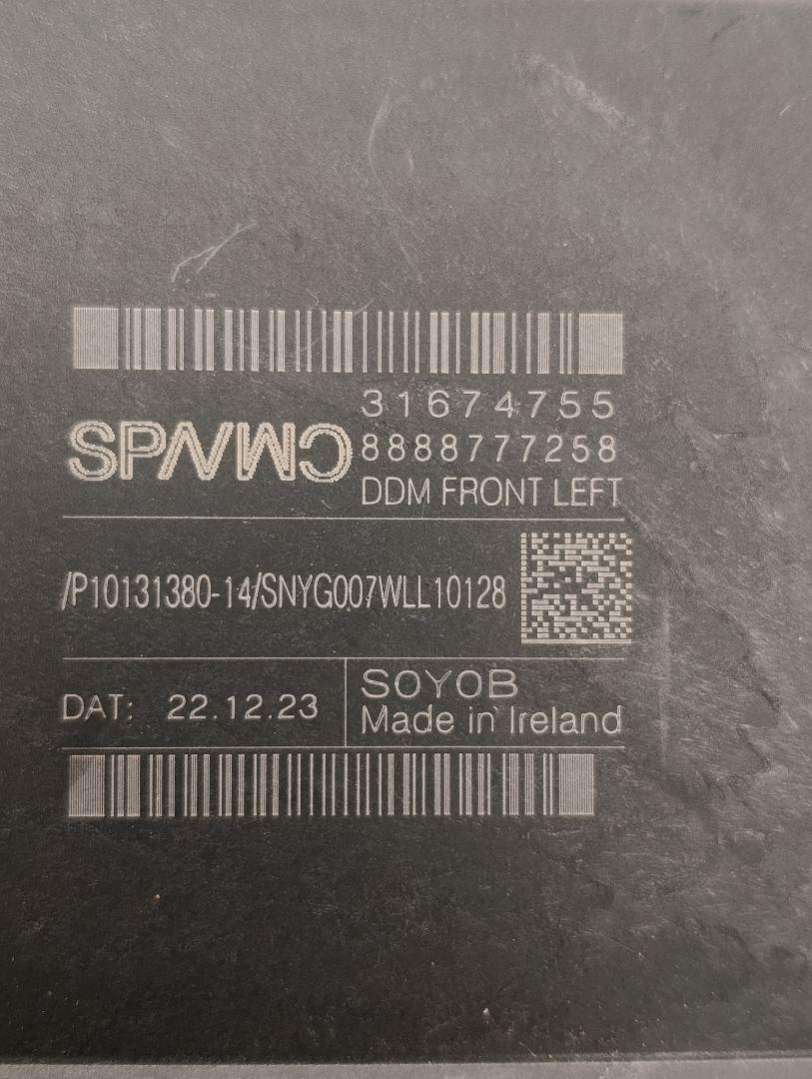 31674755
SPA/VMC
8888777258
DDM FRONT LEFT
/P10131380-14/SNYG007WLL10128
DAT: 22.12.23
SOYOB
Made in Ireland